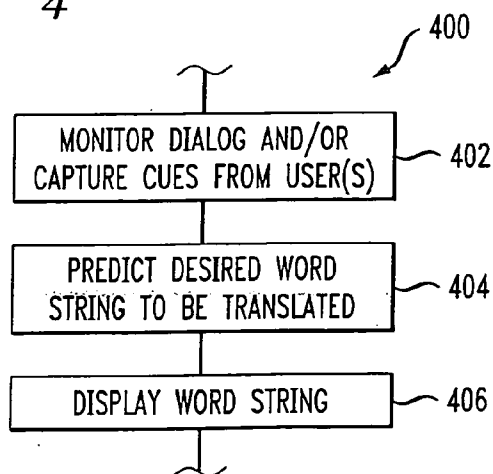 4
400
MONITOR DIALOG AND/OR
CAPTURE CUES FROM USER(S)
402
PREDICT DESIRED WORD
STRING TO BE TRANSLATED
404
DISPLAY WORD STRING
406